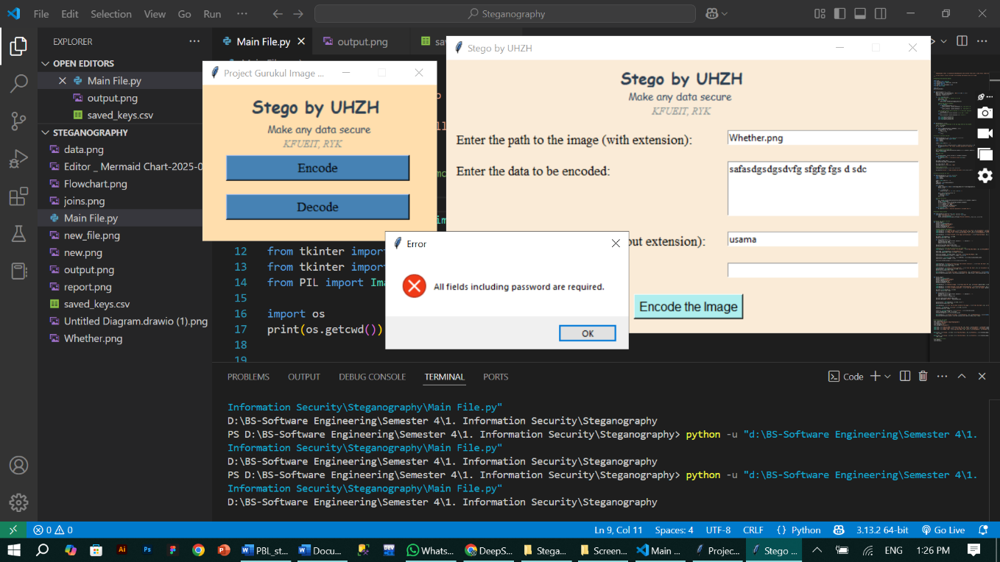 File Edit Selection View Go Run ···
Steganography
EXPLORER
OPEN EDITORS
Main File.py
output.png
saved_keys.csv
STEGANOGRAPHY
data.png
Editor _ Mermaid Chart-2025-0
Flowchart.png
joins.png
Main File.py
new_file.png
new.png
output.png
report.png
saved_keys.csv
Untitled Diagram.drawio (1).png
Whether.png
Main File.py
output.png
Project Gurukul Image ...
Stego by UHZH
Make any data secure
KFUEIT, RYK
Encode
Decode
Stego by UHZH
Stego by UHZH
Make any data secure
KFUEIT, RYK
Enter the path to the image (with extension):
Whether.png
Enter the data to be encoded:
safasdgsdgsdvfg sfgfg fgs d sdc
out extension):
usama
Encode the Image
Error
All fields including password are required.
OK
12 from tkinter import
13 from tkinter impor
14 from PIL import Ima
15
16 import os
17 print(os.getcwd())
18
19
PROBLEMS OUTPUT DEBUG CONSOLE TERMINAL PORTS
Code
Information Security\Steganography\Main File.py"
D:\BS-Software Engineering\Semester 4\1. Information Security\Steganography
PS D:\BS-Software Engineering\Semester 4\1. Information Security\Steganography> python -u "d:\BS-Software Engineering\Semester 4\1.
Information Security\Steganography\Main File.py"
D:\BS-Software Engineering\Semester 4\1. Information Security\Steganography
PS D:\BS-Software Engineering\Semester 4\1. Information Security\Steganography> python -u "d:\BS-Software Engineering\Semester 4\1.
Information Security\Steganography\Main File.py"
D:\BS-Software Engineering\Semester 4\1. Information Security\Steganography
0 0
Ln 9, Col 11 Spaces: 4 UTF-8 CRLF {} Python 3.13.2 64-bit Go Live
Ai Ps PBL_st... Docu... DEV Whats... DeepS... Stega... Screen... Main ... Projec... Stego ... ENG 1:26 PM